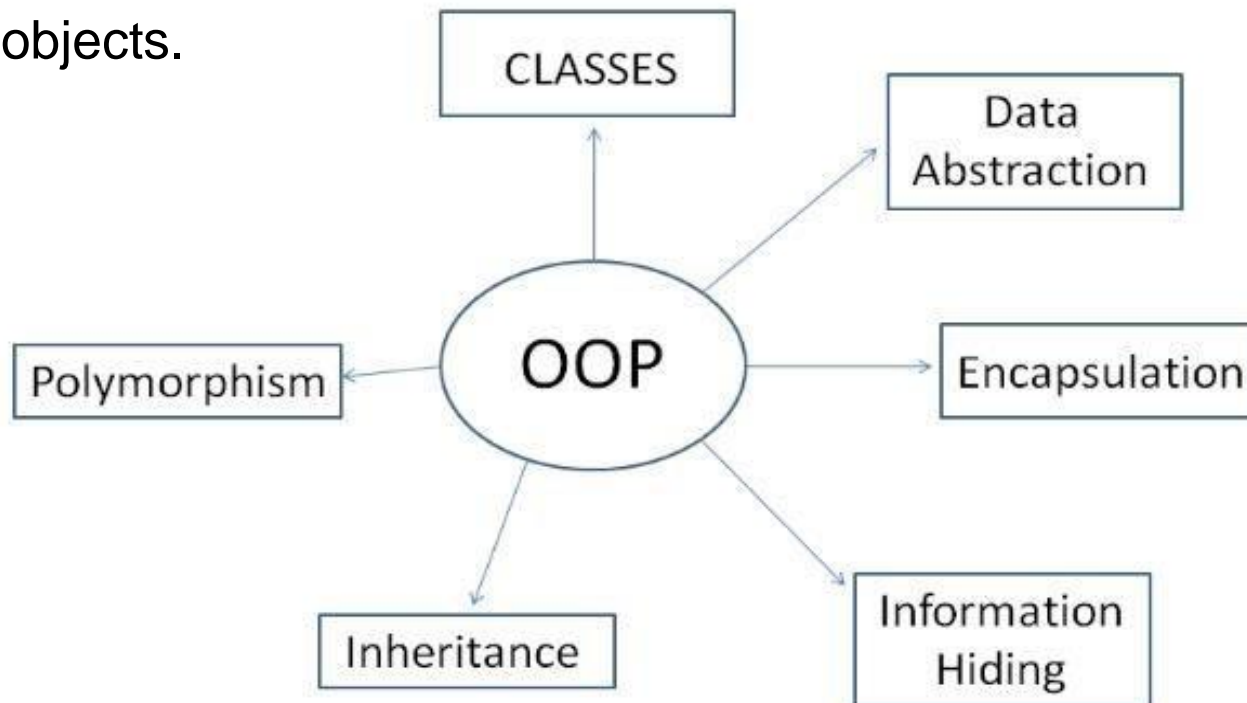 objects.
CLASSES
Data
Abstraction
OOP
Encapsulation
Polymorphism
Information
Hiding
Inheritance